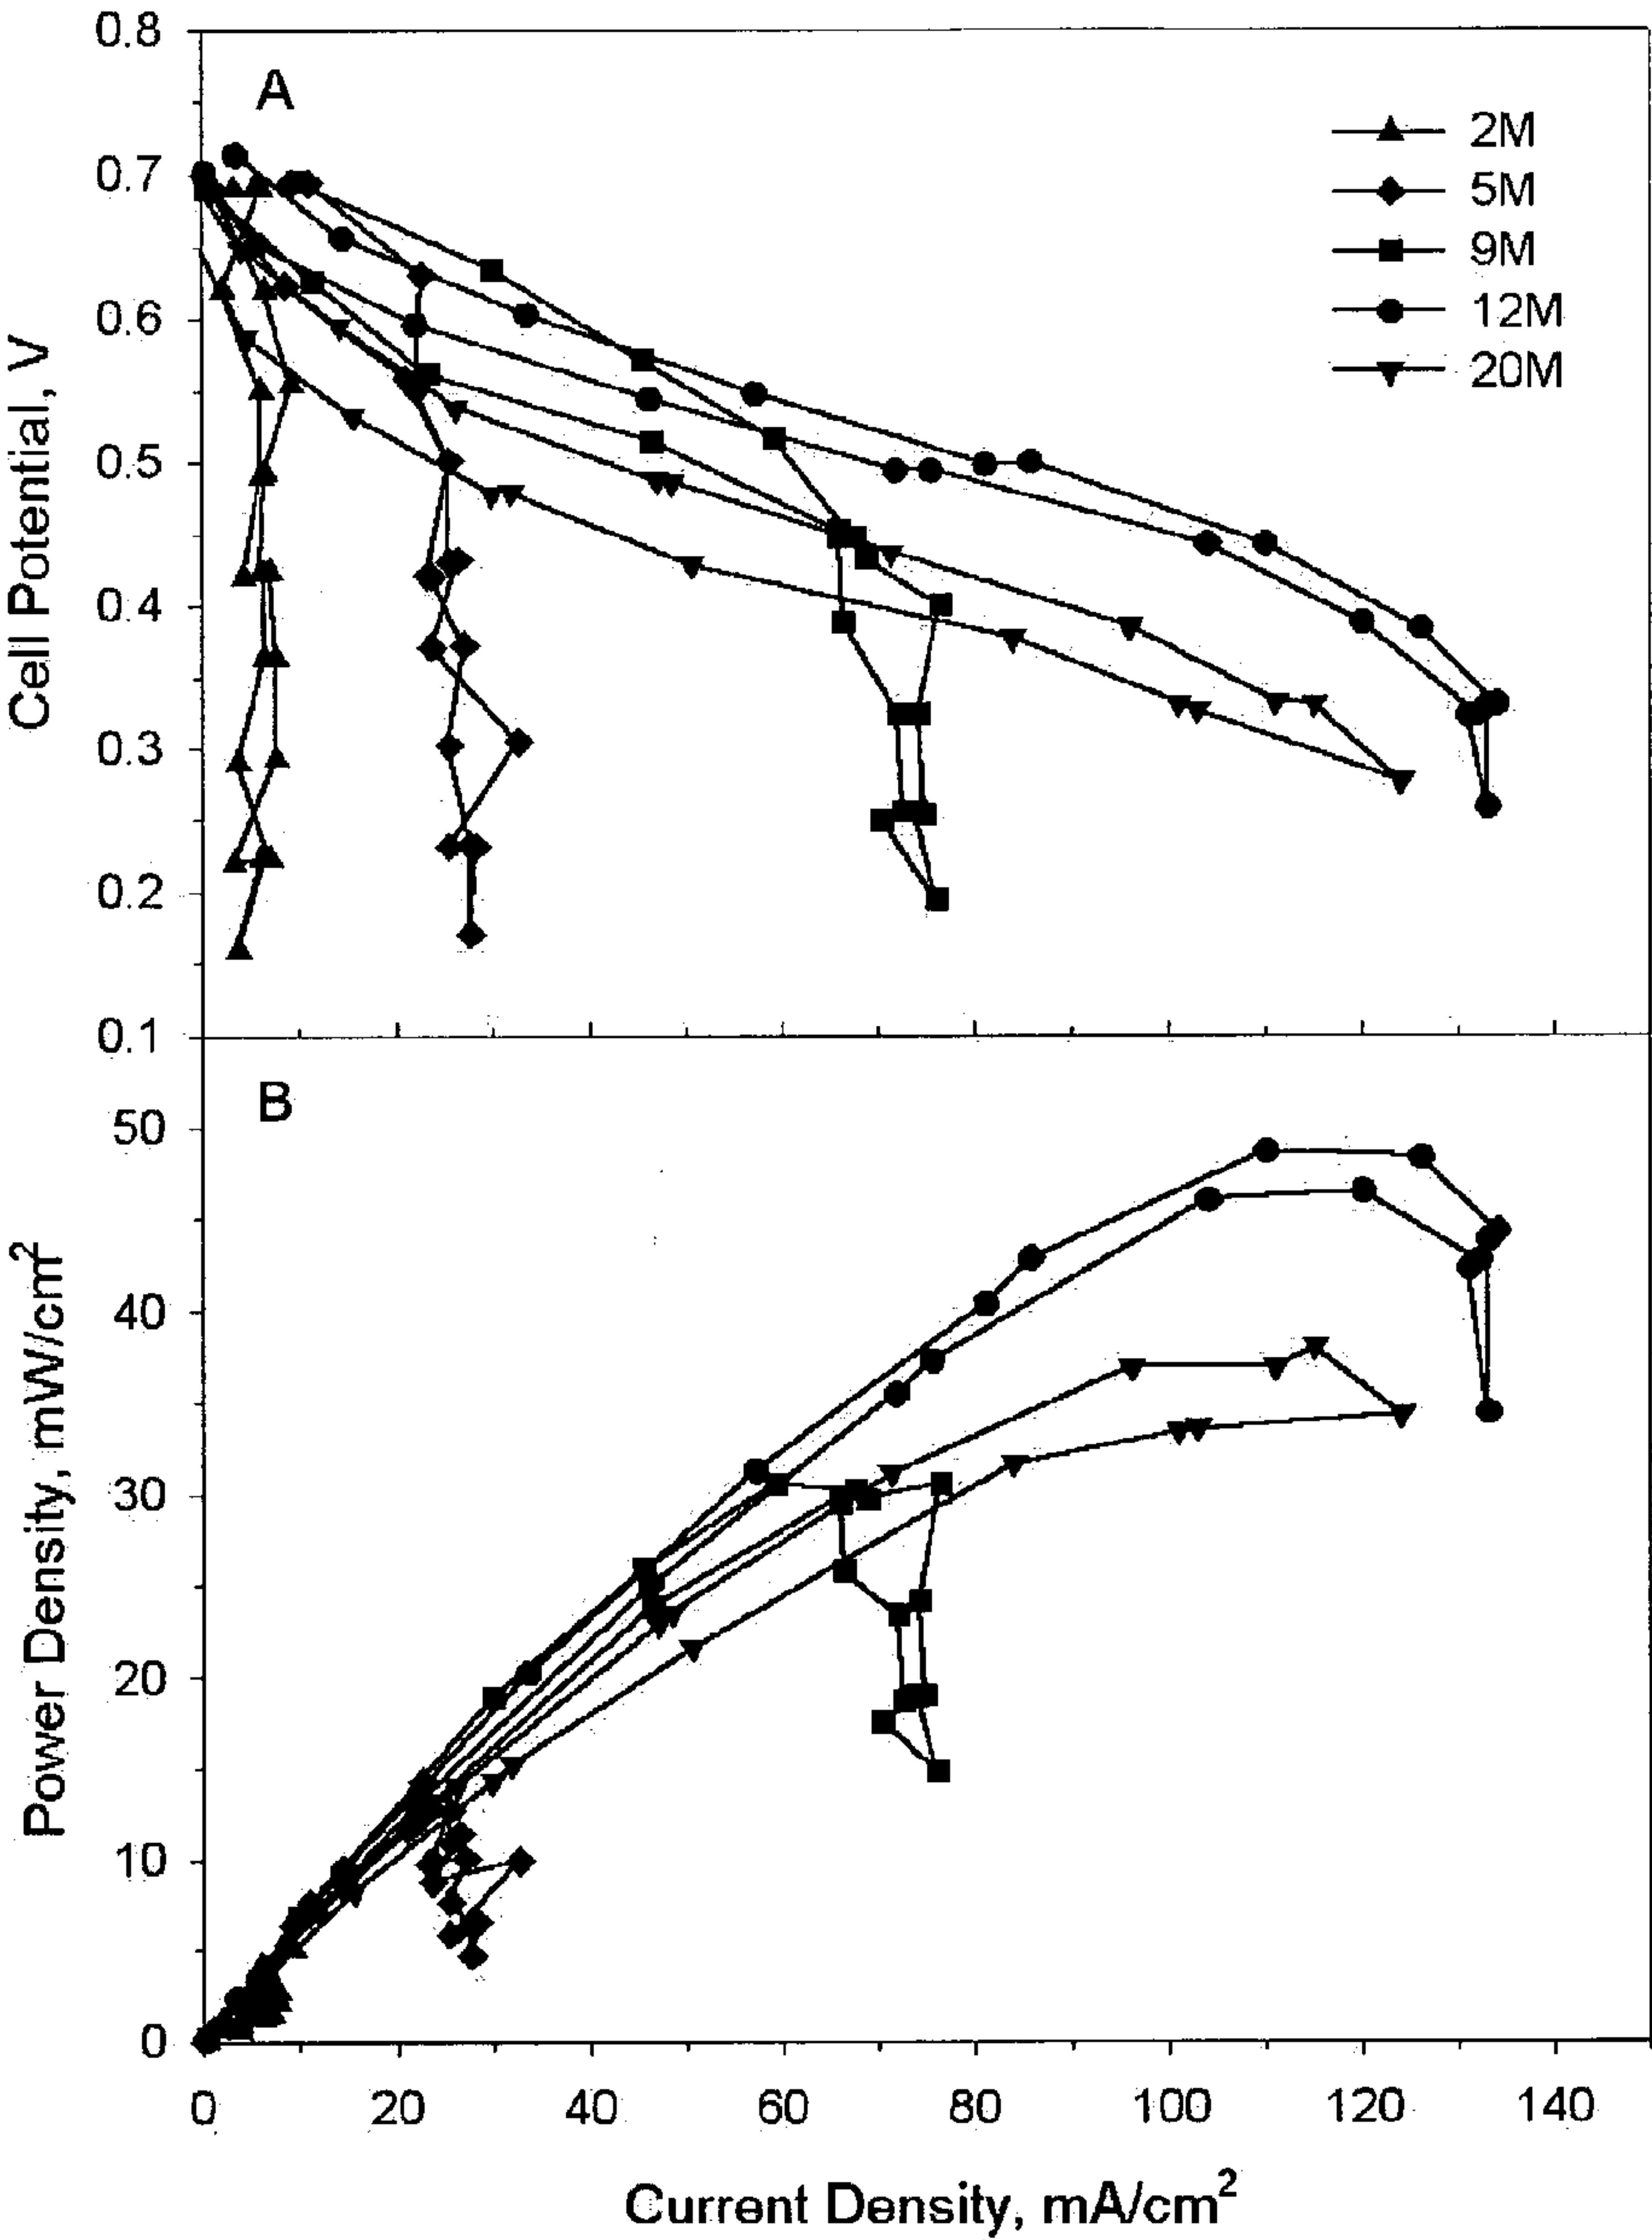 0.8
A
0.7
0.6
0.5
0.4
0.3
0.2
0.1
Cell Potential, V
2M
5M
9M
12M
20M
B
50
40
30
20
10
0
Power Density, mW/cm²
0 20 40 60 80 100 120 140
Current Density, mA/cm²